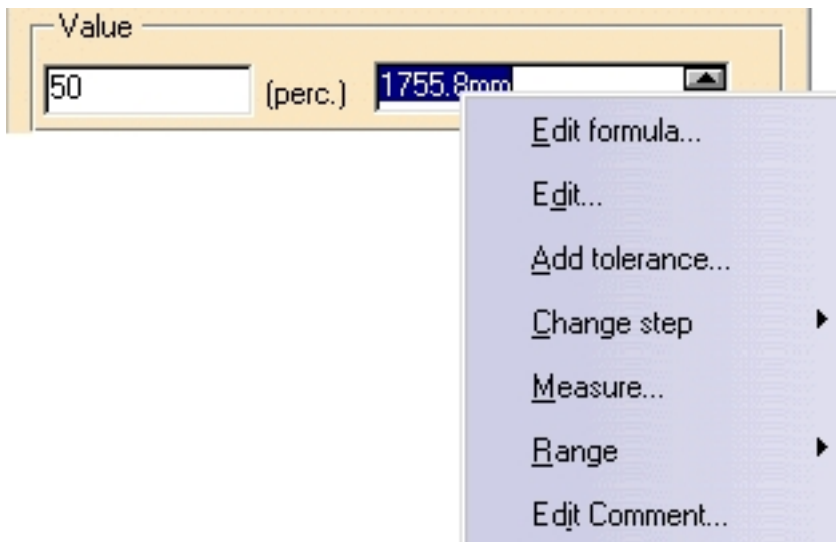 Value
50 (perc.) 1755.8mm
Edit formula...
Edit...
Add tolerance...
Change step
Measure...
Range
Edit Comment...